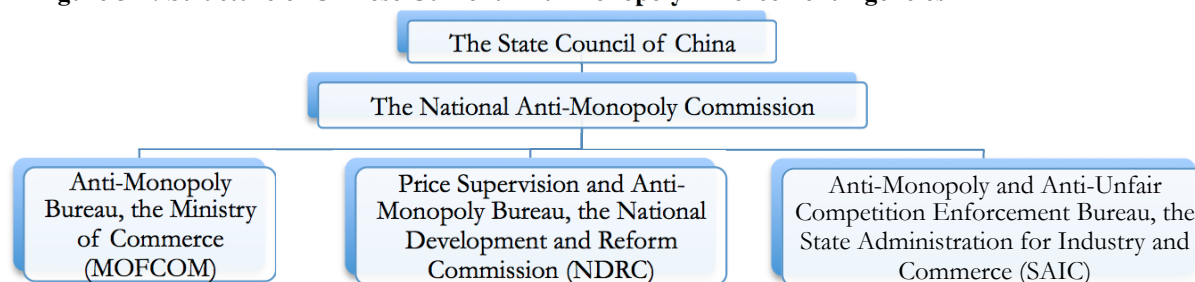 The State Council of China
The National Anti-Monopoly Commission
Anti-Monopoly
Bureau, the Ministry
of Commerce
(MOFCOM)
Price Supervision and Anti-
Monopoly Bureau, the National
Development and Reform
Commission (NDRC)
Anti-Monopoly and Anti-Unfair
Competition Enforcement Bureau, the
State Administration for Industry and
Commerce (SAIC)